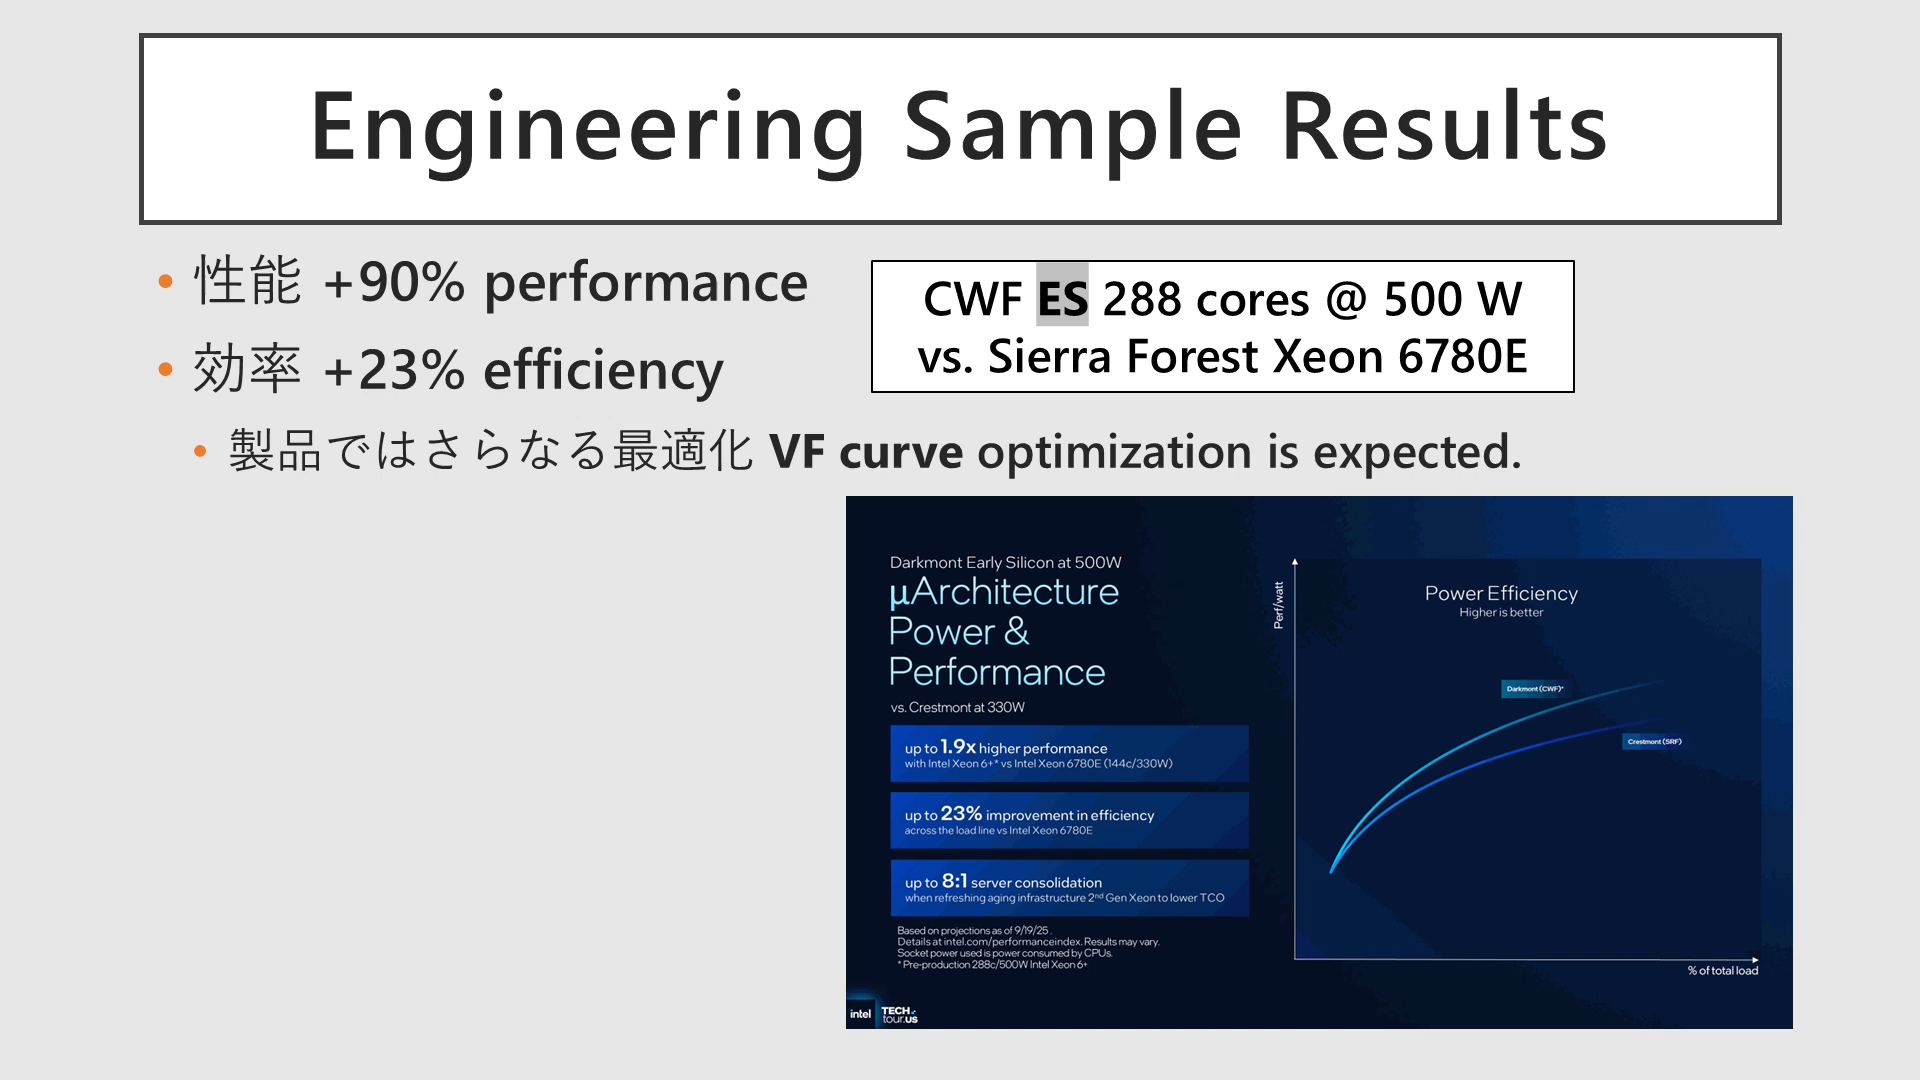 Engineering Sample Results
• 性能 +90% performance
• 効率 +23% efficiency
• 製品ではさらなる最適化 VF curve optimization is expected.
CWF ES 288 cores @ 500 W
vs. Sierra Forest Xeon 6780E
Darkmont Early Silicon at 500W
µArchitecture
Power &
Performance
vs. Crestmont at 330W
up to 1.9x higher performance
with Intel Xeon 6+* vs Intel Xeon 6780E (144c/330W)
up to 23% improvement in efficiency
across the load line vs Intel Xeon 6780E
up to 8:1 server consolidation
when refreshing aging infrastructure 2nd Gen Xeon to lower TCO
Based on projections as of 9/19/25.
Details at intel.com/performanceindex. Results may vary.
Socket power used is power consumed by CPUs.
* Pre-production 288c/500W Intel Xeon 6+
intel TECH
tour.us
Power Efficiency
Higher is better
Perf/watt
Darkmont (CWF)*
Crestmont (SRF)
% of total load